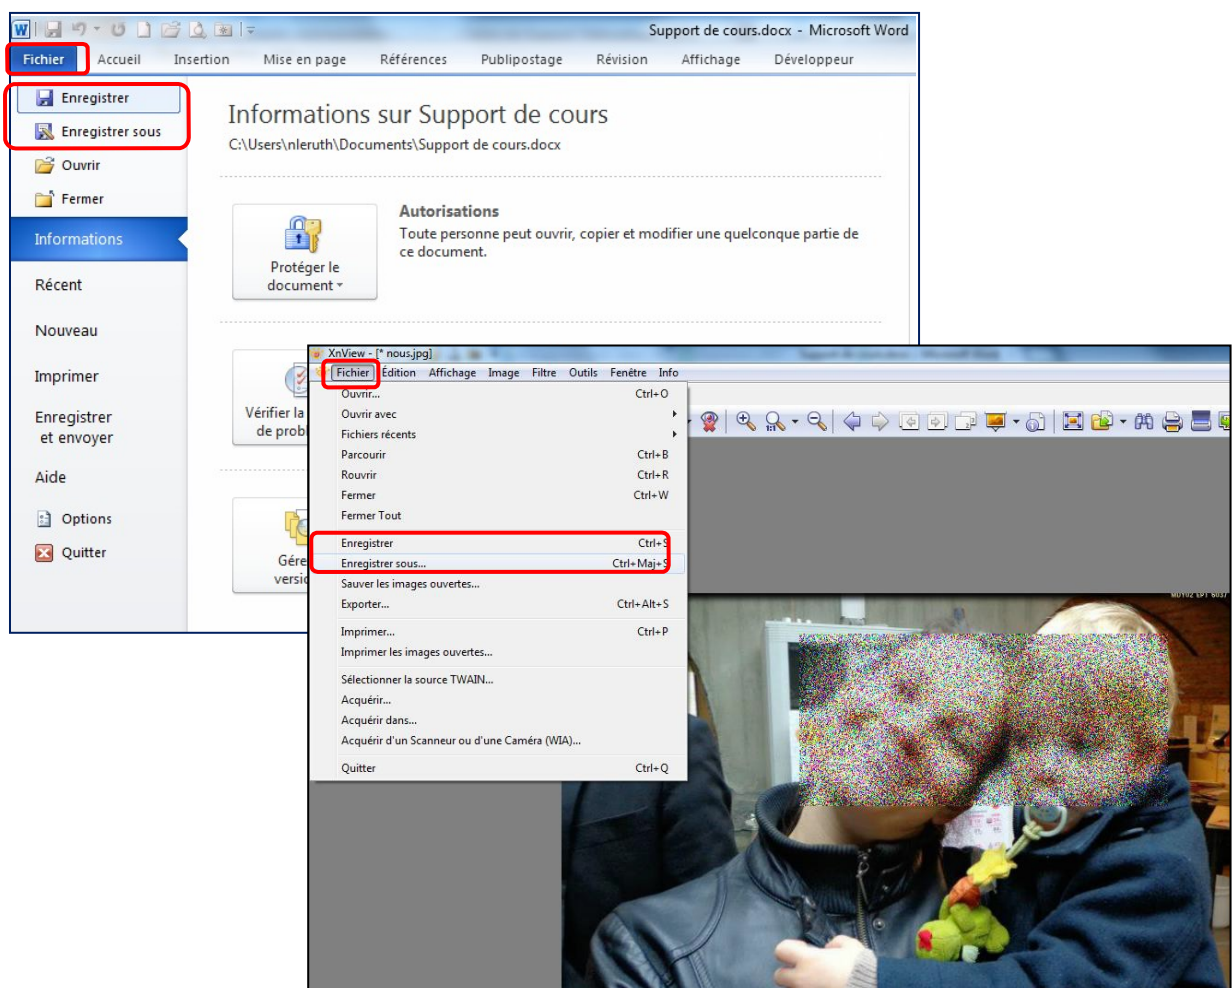 Support de cours.docx - Microsoft Word
Fichier Accueil Insertion Mise en page Références Publipostage Révision Affichage Développeur
Enregistrer
Enregistrer sous
Ouvrir
Fermer
Informations
Récent
Nouveau
Imprimer
Enregistrer
et envoyer
Aide
Options
Quitter
Informations sur Support de cours
C:\Users\nleruth\Documents\Support de cours.docx
Protéger le
document
Autorisations
Toute personne peut ouvrir, copier et modifier une quelconque partie de
ce document.
Vérifier la
de prob
Gére
versio
XnView - [* nous.jpg]
Fichier Édition Affichage Image Filtre Outils Fenêtre Info
Ouvrir... Ctrl+O
Ouvrir avec
Fichiers récents
Parcourir Ctrl+B
Rouvrir Ctrl+R
Fermer Ctrl+W
Fermer Tout
Enregistrer Ctrl+S
Enregistrer sous... Ctrl+Maj+S
Sauver les images ouvertes...
Exporter... Ctrl+Alt+S
Imprimer... Ctrl+P
Imprimer les images ouvertes...
Sélectionner la source TWAIN...
Acquérir...
Acquérir dans...
Acquérir d'un Scanneur ou d'une Caméra (WIA)...
Quitter Ctrl+Q